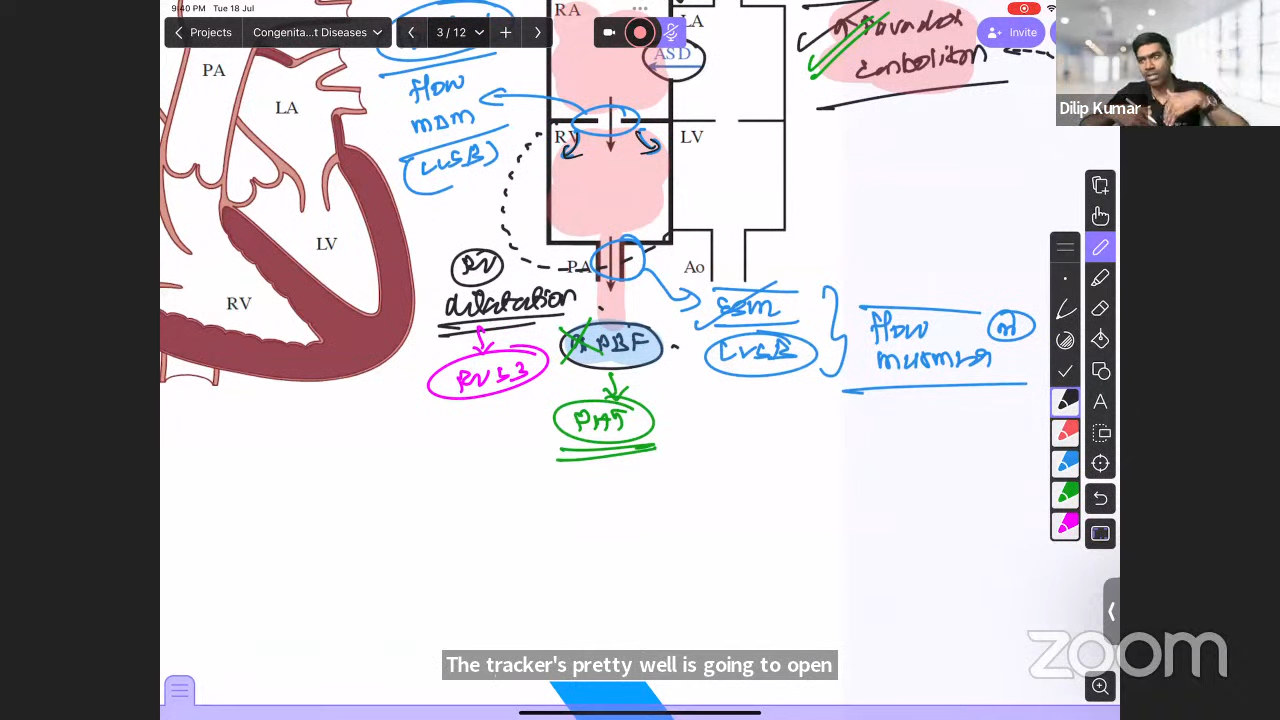 9:40 PM Tue 18 Jul
Projects
Congenita...t Diseases
3 / 12
Invite
RA
LA
ASD
RV
LV
PA
Ao
PA
LA
LV
RV
flow
MDM
(LLSB)
Paradox
Embolism
RV
dilatation
RVS3
↑PBF
PHT
ESM
LUSB
flow
murmur
Dilip Kumar
A
The tracker's pretty well is going to open
zoom